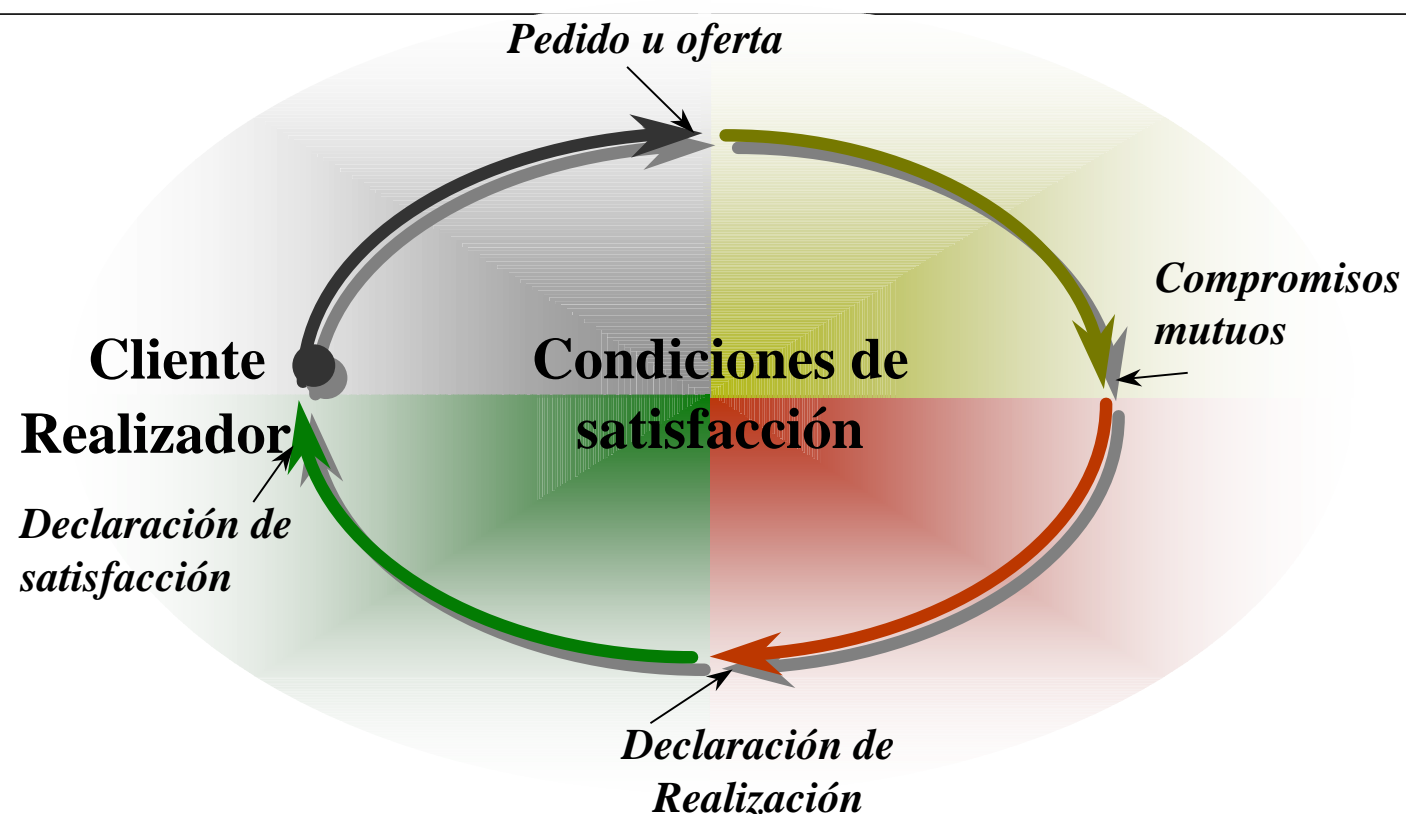 Pedido u oferta
Compromisos
mutuos
Cliente
Condiciones de
Realizador
satisfacción
Declaración de
satisfacción
Declaración de
Realización